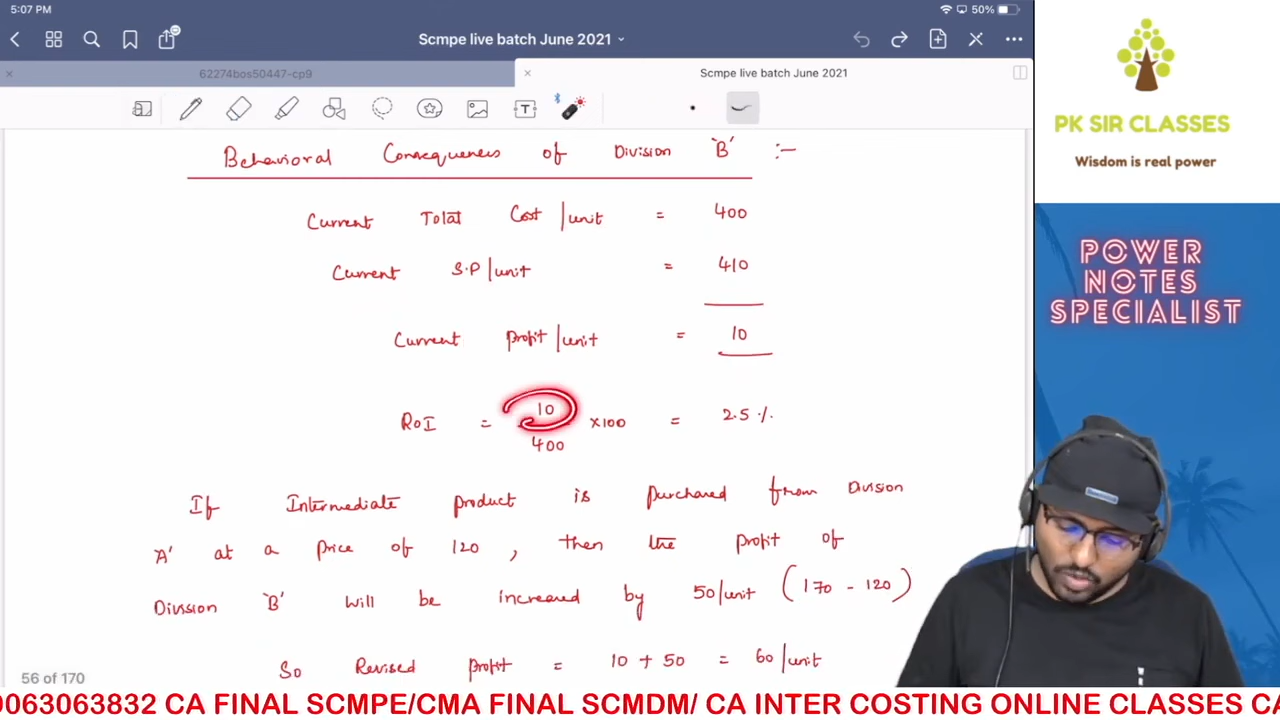 5:07 PM
50%
Scmpe live batch June 2021
62274bos50447-cp9
Scmpe live batch June 2021
Behavioral Consequences of Division 'B' :-
Current Total Cost/unit = 400
Current S.P/unit = 410
Current Profit/unit = 10
ROI = 10/400 x100 = 2.5 %
If Intermediate product is purchased from Division
A' at a price of 120, then the profit of
Division 'B' will be increased by 50/unit (170 - 120)
So Revised profit = 10 + 50 = 60/unit
56 of 170
PK SIR CLASSES
Wisdom is real power
POWER
NOTES
SPECIALIST
0063063832 CA FINAL SCMPE/CMA FINAL SCMDM/ CA INTER COSTING ONLINE CLASSES CA